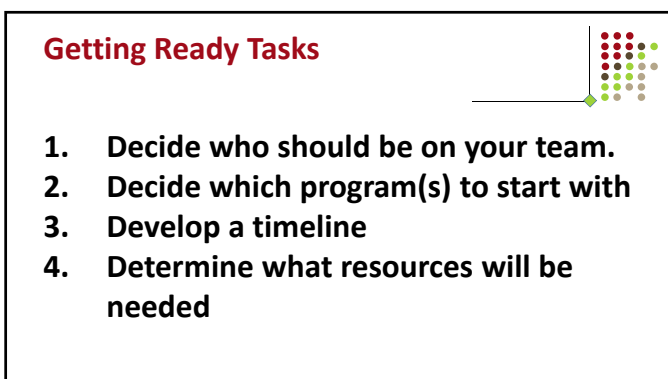 Getting Ready Tasks
1. Decide who should be on your team.
2. Decide which program(s) to start with
3. Develop a timeline
4. Determine what resources will be
needed